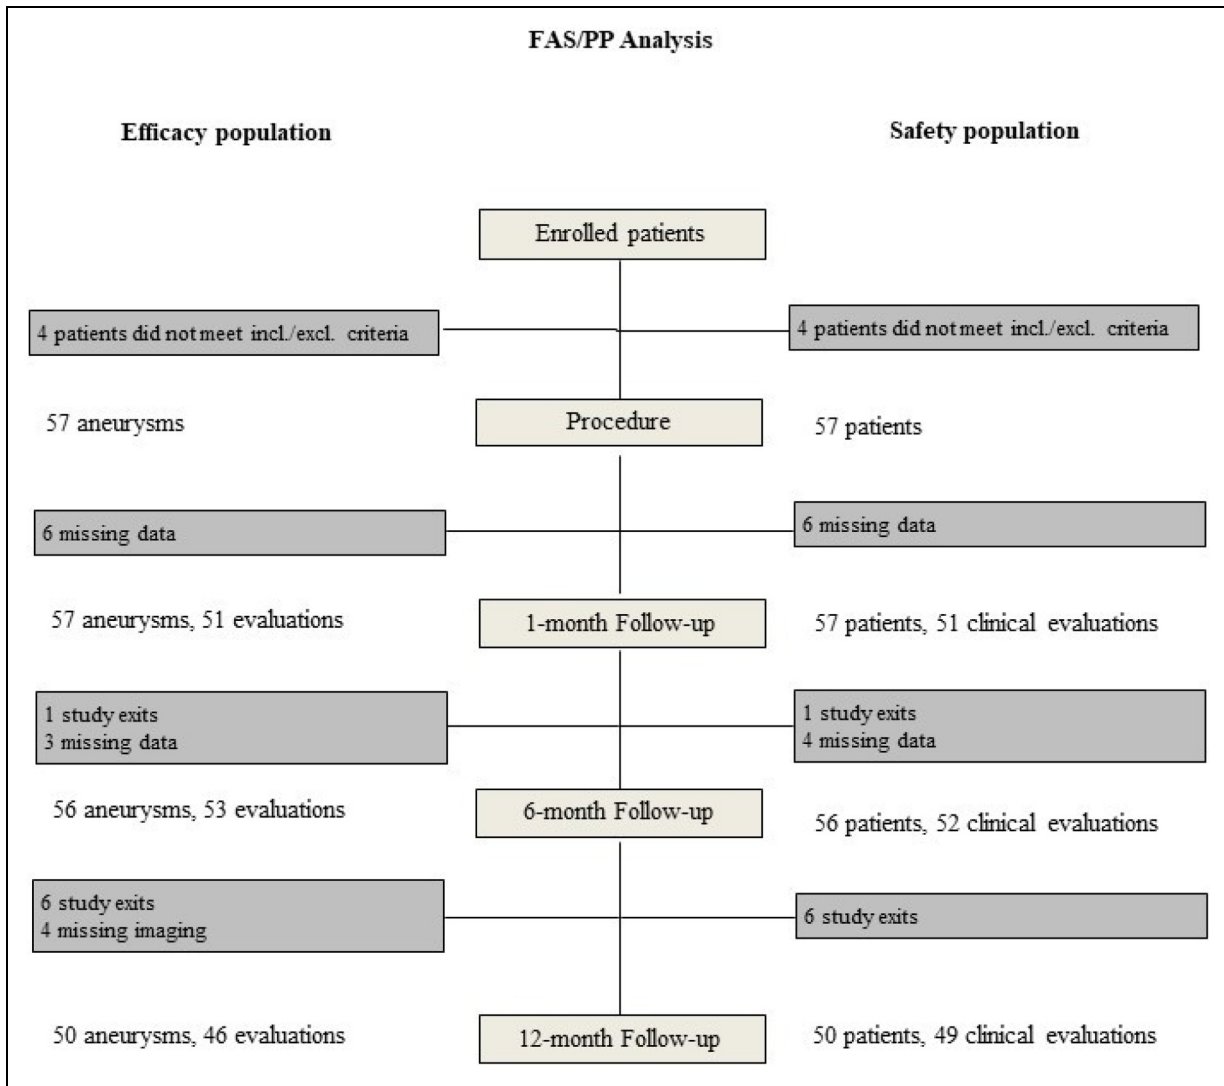 FAS/PP Analysis
Efficacy population
Safety population
Enrolled patients
4 patients did not meet incl./excl. criteria
4 patients did not meet incl./excl. criteria
57 aneurysms
Procedure
57 patients
6 missing data
6 missing data
57 aneurysms, 51 evaluations
1-month Follow-up
57 patients, 51 clinical evaluations
1 study exits
3 missing data
1 study exits
4 missing data
56 aneurysms, 53 evaluations
6-month Follow-up
56 patients, 52 clinical evaluations
6 study exits
4 missing imaging
6 study exits
50 aneurysms, 46 evaluations
12-month Follow-up
50 patients, 49 clinical evaluations